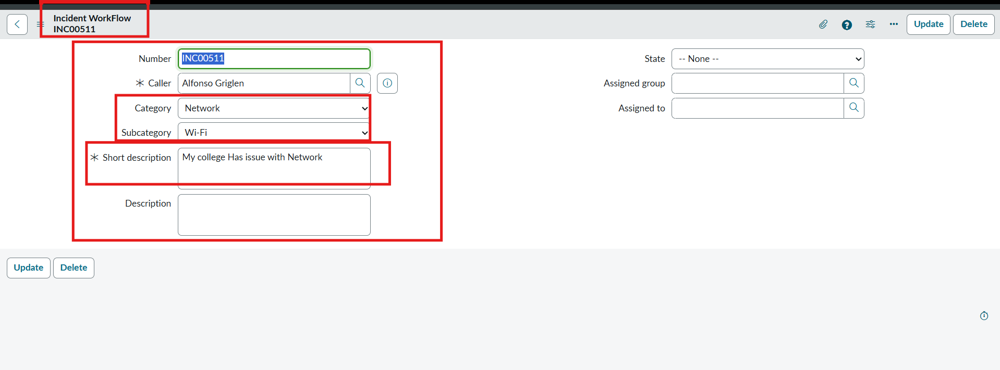 Incident WorkFlow
INC00511
Update
Delete
Number
INC00511
Caller
Alfonso Griglen
Category
Network
Subcategory
Wi-Fi
Short description
My college Has issue with Network
Description
State
-- None --
Assigned group
Assigned to
Update
Delete